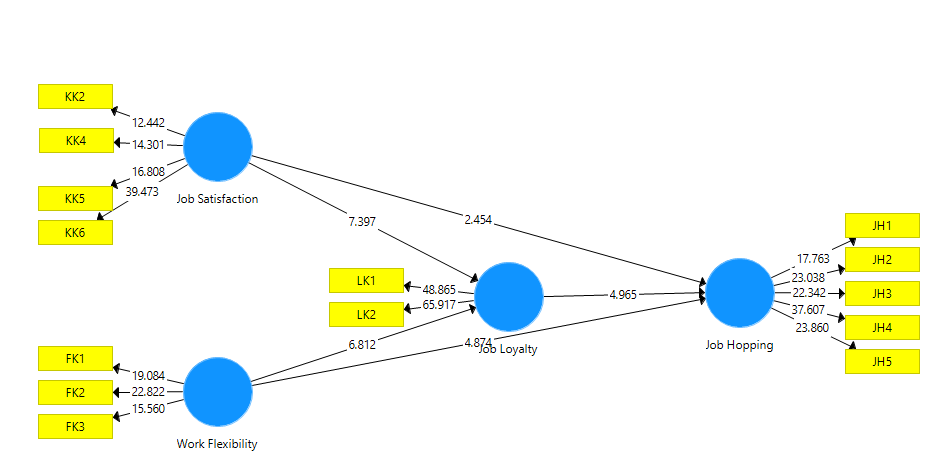 KK2
12.442
KK4
14.301
16.808
KK5
39.473
KK6
Job Satisfaction
7.397
2.454
JH1
17.763
JH2
23.038
LK1
48.865
JH3
22.342
4.965
LK2
65.917
37.607
JH4
23.860
6.812
4.874
Job Loyalty
Job Hopping
JH5
FK1
19.084
FK2
22.822
15.560
FK3
Work Flexibility